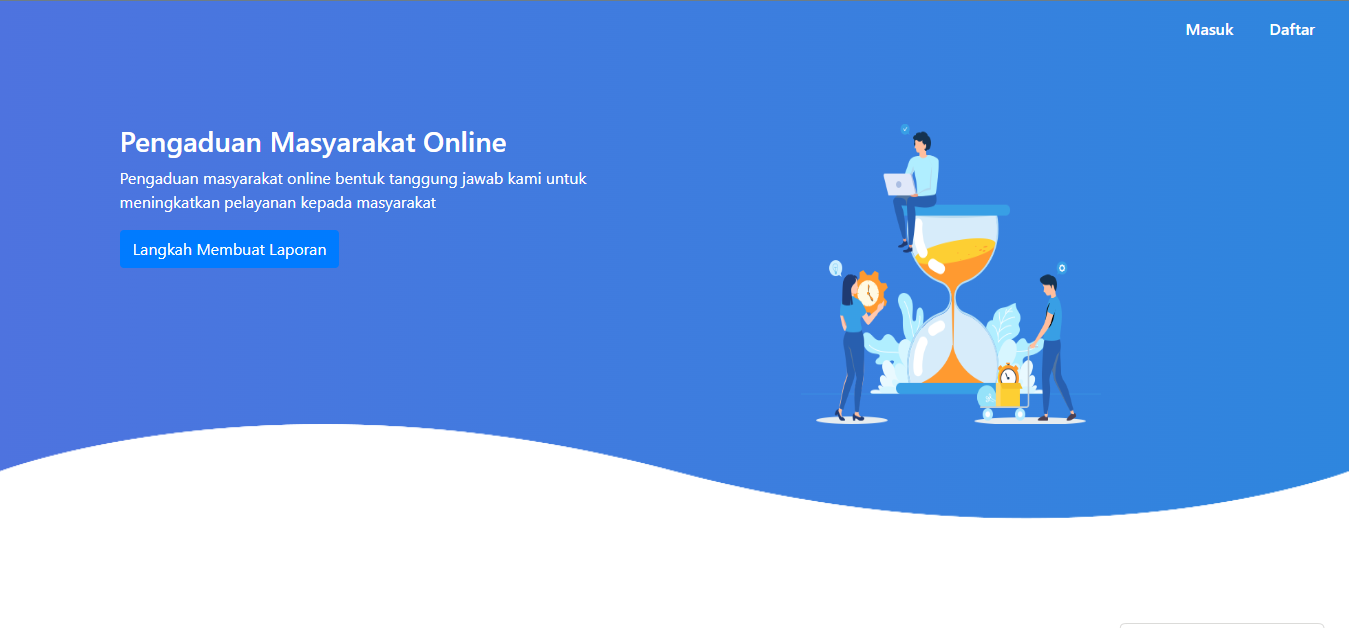 Masuk Daftar
Pengaduan Masyarakat Online
Pengaduan masyarakat online bentuk tanggung jawab kami untuk
meningkatkan pelayanan kepada masyarakat
Langkah Membuat Laporan